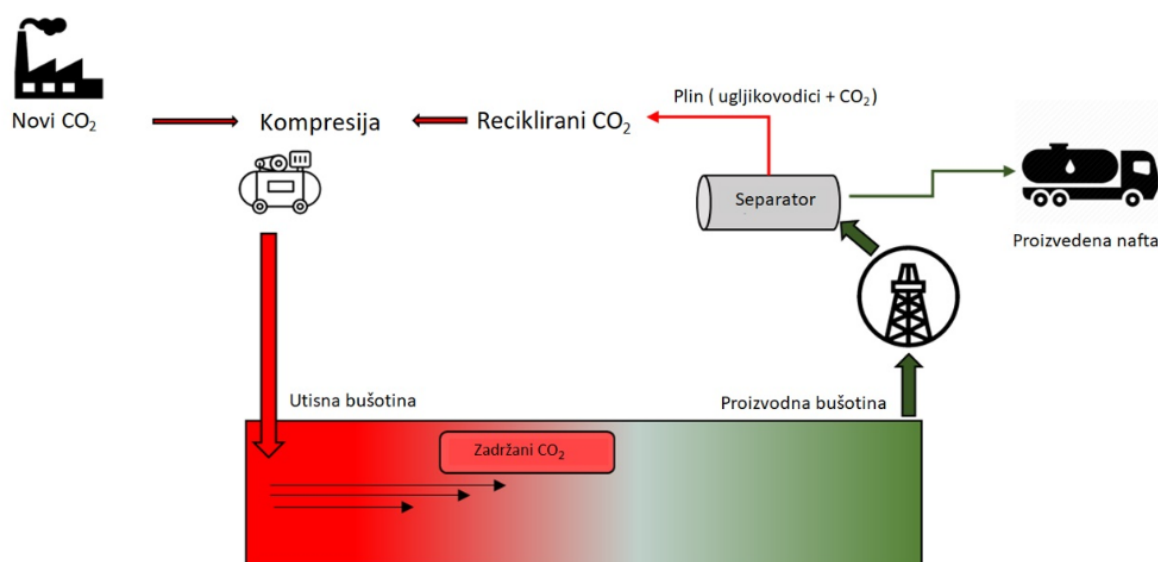 Plin ( ugljikovodici + CO₂)
Novi CO₂
Kompresija
Reciklirani CO₂
Separator
Proizvedena nafta
Utisna bušotina
Proizvodna bušotina
Zadržani CO₂